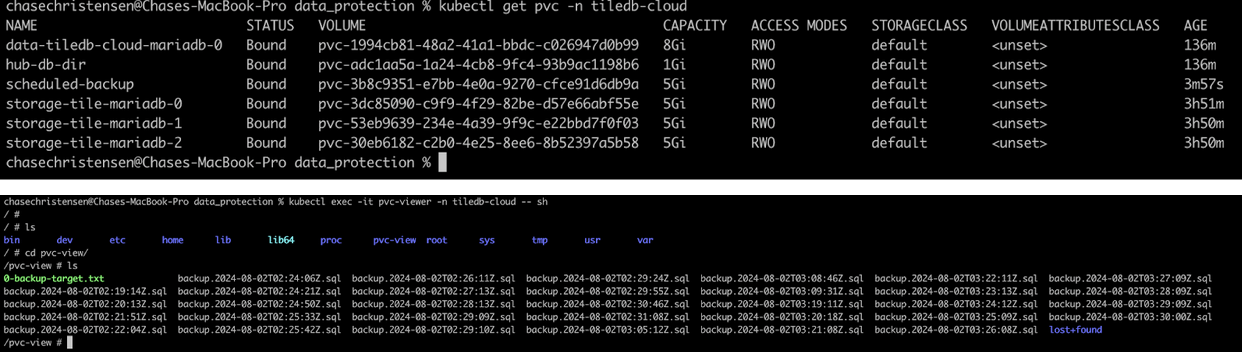 chasechristensen@Chases-MacBook-Pro data_protection % kubectl get pvc -n tiledb-cloud
NAME STATUS VOLUME CAPACITY ACCESS MODES STORAGECLASS VOLUMEATTRIBUTESCLASS AGE
data-tiledb-cloud-mariadb-0 Bound pvc-1994cb81-48a2-41a1-bbdc-c026947d0b99 8Gi RWO default <unset> 136m
hub-db-dir Bound pvc-adc1aa5a-1a24-4cb8-9fc4-93b9ac1198b6 1Gi RWO default <unset> 136m
scheduled-backup Bound pvc-3b8c9351-e7bb-4e0a-9270-cfce91d6db9a 5Gi RWO default <unset> 3m57s
storage-tile-mariadb-0 Bound pvc-3dc85090-c9f9-4f29-82be-d57e66abf55e 5Gi RWO default <unset> 3h51m
storage-tile-mariadb-1 Bound pvc-53eb9639-234e-4a39-9f9c-e22bbd7f0f03 5Gi RWO default <unset> 3h50m
storage-tile-mariadb-2 Bound pvc-30eb6182-c2b0-4e25-8ee6-8b52397a5b58 5Gi RWO default <unset> 3h50m
chasechristensen@Chases-MacBook-Pro data_protection %
chasechristensen@Chases-MacBook-Pro data_protection % kubectl exec -it pvc-viewer -n tiledb-cloud -- sh
/ #
/ # ls
bin dev etc home lib lib64 proc pvc-view root sys tmp usr var
/ # cd pvc-view/
/pvc-view # ls
0-backup-target.txt backup.2024-08-02T02:24:06Z.sql backup.2024-08-02T02:26:11Z.sql backup.2024-08-02T02:29:24Z.sql backup.2024-08-02T03:08:46Z.sql backup.2024-08-02T03:22:11Z.sql backup.2024-08-02T03:27:09Z.sql
backup.2024-08-02T02:19:14Z.sql backup.2024-08-02T02:24:21Z.sql backup.2024-08-02T02:27:13Z.sql backup.2024-08-02T02:29:55Z.sql backup.2024-08-02T03:09:31Z.sql backup.2024-08-02T03:23:13Z.sql backup.2024-08-02T03:28:09Z.sql
backup.2024-08-02T02:20:13Z.sql backup.2024-08-02T02:24:50Z.sql backup.2024-08-02T02:28:13Z.sql backup.2024-08-02T02:30:46Z.sql backup.2024-08-02T03:19:11Z.sql backup.2024-08-02T03:24:12Z.sql backup.2024-08-02T03:29:09Z.sql
backup.2024-08-02T02:21:51Z.sql backup.2024-08-02T02:25:33Z.sql backup.2024-08-02T02:29:09Z.sql backup.2024-08-02T02:31:08Z.sql backup.2024-08-02T03:20:18Z.sql backup.2024-08-02T03:25:09Z.sql backup.2024-08-02T03:30:00Z.sql
backup.2024-08-02T02:22:04Z.sql backup.2024-08-02T02:25:42Z.sql backup.2024-08-02T02:29:10Z.sql backup.2024-08-02T03:05:12Z.sql backup.2024-08-02T03:21:08Z.sql backup.2024-08-02T03:26:08Z.sql lost+found
/pvc-view #